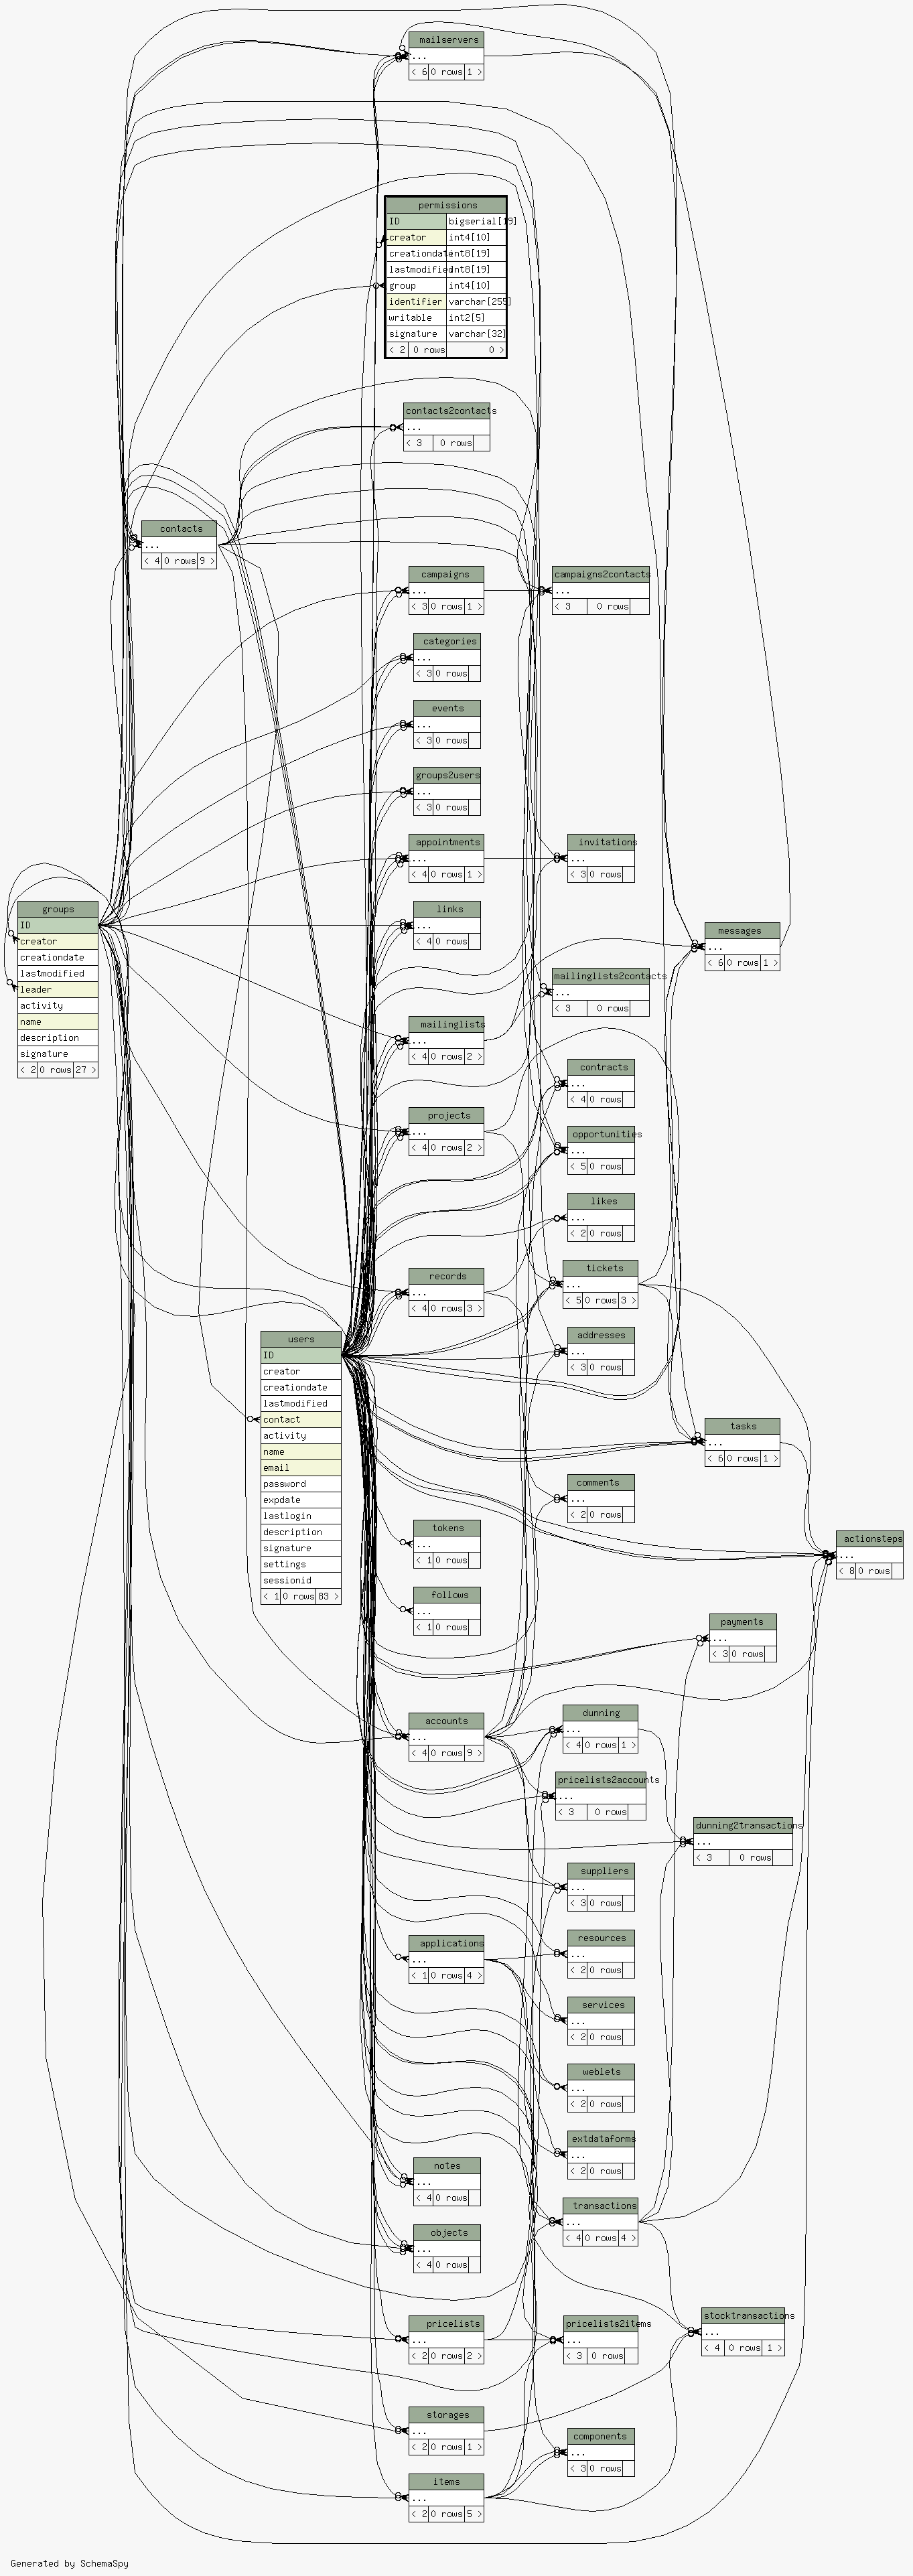 mailservers
...
< 6 0 rows 1 >
permissions
ID bigserial[19]
creator int4[10]
creationdate int8[19]
lastmodified int8[19]
group int4[10]
identifier varchar[255]
writable int2[5]
signature varchar[32]
< 2 0 rows 0 >
contacts2contacts
...
< 3 0 rows
contacts
...
< 4 0 rows 9 >
campaigns
...
< 3 0 rows 1 >
campaigns2contacts
...
< 3 0 rows
categories
...
< 3 0 rows
events
...
< 3 0 rows
groups2users
...
< 3 0 rows
appointments
...
< 4 0 rows 1 >
invitations
...
< 3 0 rows
links
...
< 4 0 rows
groups
ID
creator
creationdate
lastmodified
leader
activity
name
description
signature
< 2 0 rows 27 >
messages
...
< 6 0 rows 1 >
mailinglists2contacts
...
< 3 0 rows
mailinglists
...
< 4 0 rows 2 >
contracts
...
< 4 0 rows
projects
...
< 4 0 rows 2 >
opportunities
...
< 5 0 rows
likes
...
< 2 0 rows
tickets
...
< 5 0 rows 3 >
records
...
< 4 0 rows 3 >
addresses
...
< 3 0 rows
users
ID
creator
creationdate
lastmodified
contact
activity
name
email
password
expdate
lastlogin
description
signature
settings
sessionid
< 1 0 rows 83 >
tasks
...
< 6 0 rows 1 >
comments
...
< 2 0 rows
tokens
...
< 1 0 rows
actionsteps
...
< 8 0 rows
follows
...
< 1 0 rows
payments
...
< 3 0 rows
accounts
...
< 4 0 rows 9 >
dunning
...
< 4 0 rows 1 >
pricelists2accounts
...
< 3 0 rows
dunning2transactions
...
< 3 0 rows
suppliers
...
< 3 0 rows
applications
...
< 1 0 rows 4 >
resources
...
< 2 0 rows
services
...
< 2 0 rows
weblets
...
< 2 0 rows
extdataforms
...
< 2 0 rows
notes
...
< 4 0 rows
transactions
...
< 4 0 rows 4 >
objects
...
< 4 0 rows
stocktransactions
...
< 4 0 rows 1 >
pricelists
...
< 2 0 rows 2 >
pricelists2items
...
< 3 0 rows
storages
...
< 2 0 rows 1 >
components
...
< 3 0 rows
items
...
< 2 0 rows 5 >
Generated by SchemaSpy